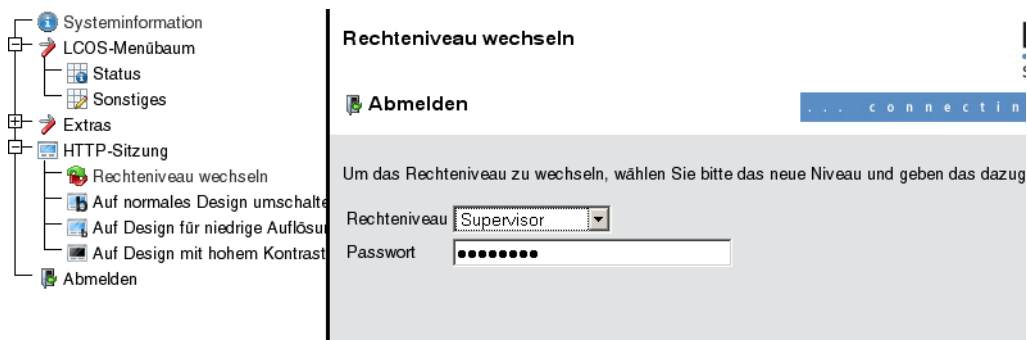 Systeminformation
LCOS-Menübaum
Status
Sonstiges
Extras
HTTP-Sitzung
Rechteniveau wechseln
Auf normales Design umschalte
Auf Design für niedrige Auflösu
Auf Design mit hohem Kontrast
Abmelden
Rechteniveau wechseln
Abmelden
... connectin
Um das Rechteniveau zu wechseln, wählen Sie bitte das neue Niveau und geben das dazug
Rechteniveau Supervisor
Passwort